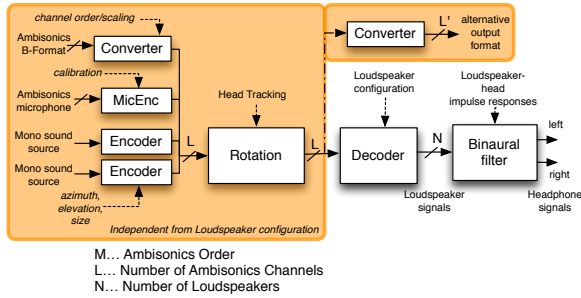 channel order/scaling
Ambisonics
B-Format
Converter
calibration
Ambisonics
microphone
MicEnc
Mono sound
source
Encoder
Mono sound
source
Encoder
azimuth,
elevation,
size
L
Head Tracking
Rotation
L
Independent from Loudspeaker configuration
Converter
L'
alternative
output
format
Loudspeaker
configuration
Decoder
N
Loudspeaker
signals
Loudspeaker-
head
impulse responses
Binaural
filter
left
right
Headphone
signals
M... Ambisonics Order
L... Number of Ambisonics Channels
N... Number of Loudspeakers